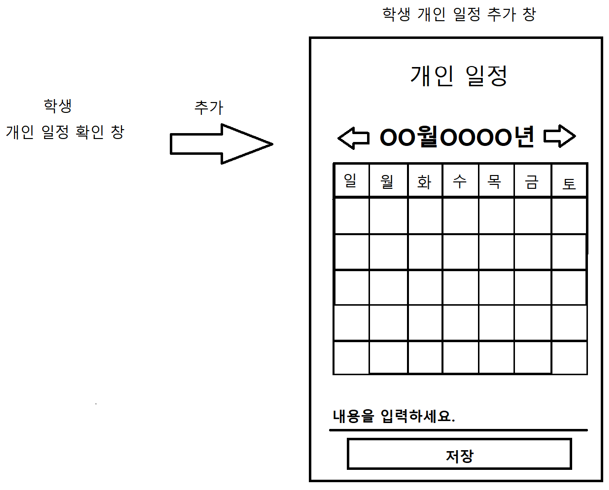 학생 개인 일정 추가 창
학생
개인 일정 확인 창
추가
개인 일정
OO월OOOO년
일 월 화 수 목 금 토
내용을 입력하세요.
저장